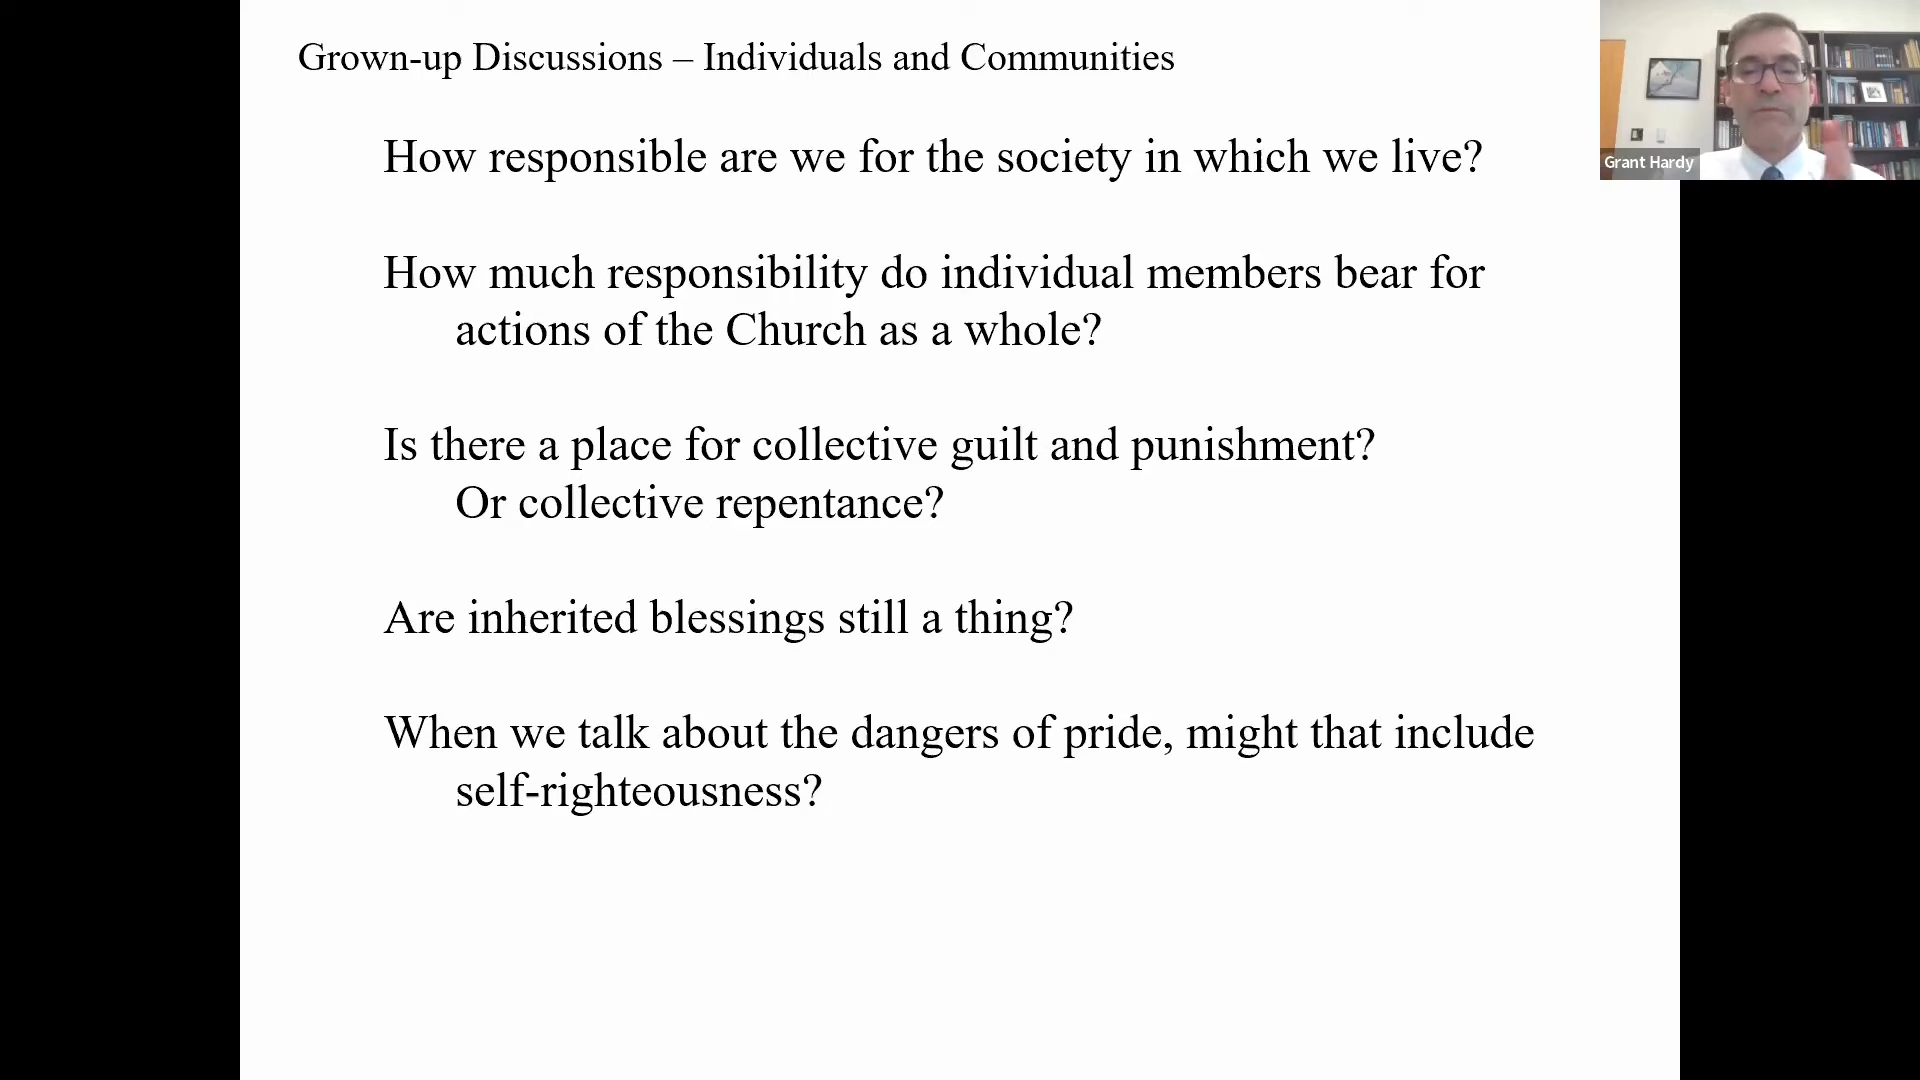 Grown-up Discussions – Individuals and Communities
How responsible are we for the society in which we live?
Grant Hardy
How much responsibility do individual members bear for
actions of the Church as a whole?
Is there a place for collective guilt and punishment?
Or collective repentance?
Are inherited blessings still a thing?
When we talk about the dangers of pride, might that include
self-righteousness?